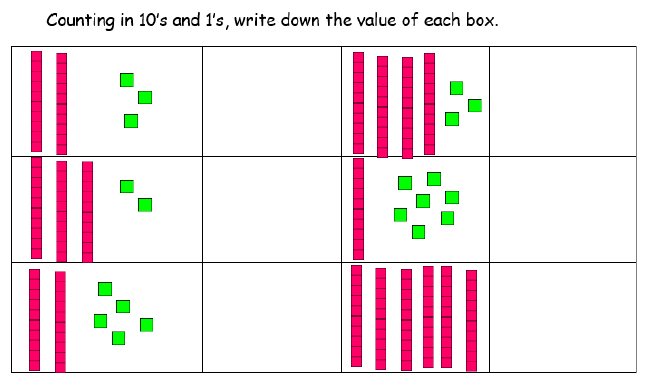 Counting in 10's and 1's, write down the value of each box.